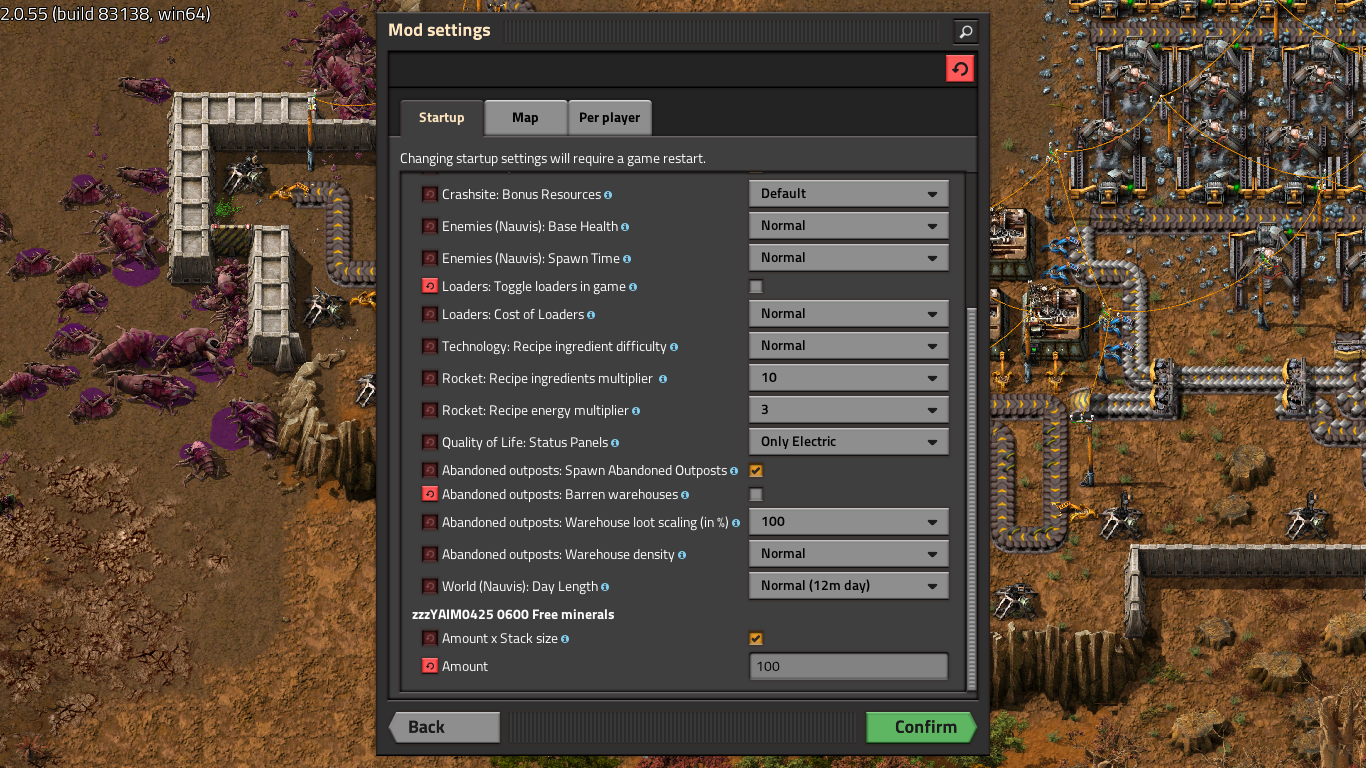 2.0.55 (build 83138, win64)
Mod settings
Startup
Map
Per player
Changing startup settings will require a game restart.
Crashsite: Bonus Resources
Default
Enemies (Nauvis): Base Health
Normal
Enemies (Nauvis): Spawn Time
Normal
Loaders: Toggle loaders in game
Loaders: Cost of Loaders
Normal
Technology: Recipe ingredient difficulty
Normal
Rocket: Recipe ingredients multiplier
10
Rocket: Recipe energy multiplier
3
Quality of Life: Status Panels
Only Electric
Abandoned outposts: Spawn Abandoned Outposts
Abandoned outposts: Barren warehouses
Abandoned outposts: Warehouse loot scaling (in %)
100
Abandoned outposts: Warehouse density
Normal
World (Nauvis): Day Length
Normal (12m day)
zzzYAIM0425 0600 Free minerals
Amount x Stack size
Amount
100
Back
Confirm